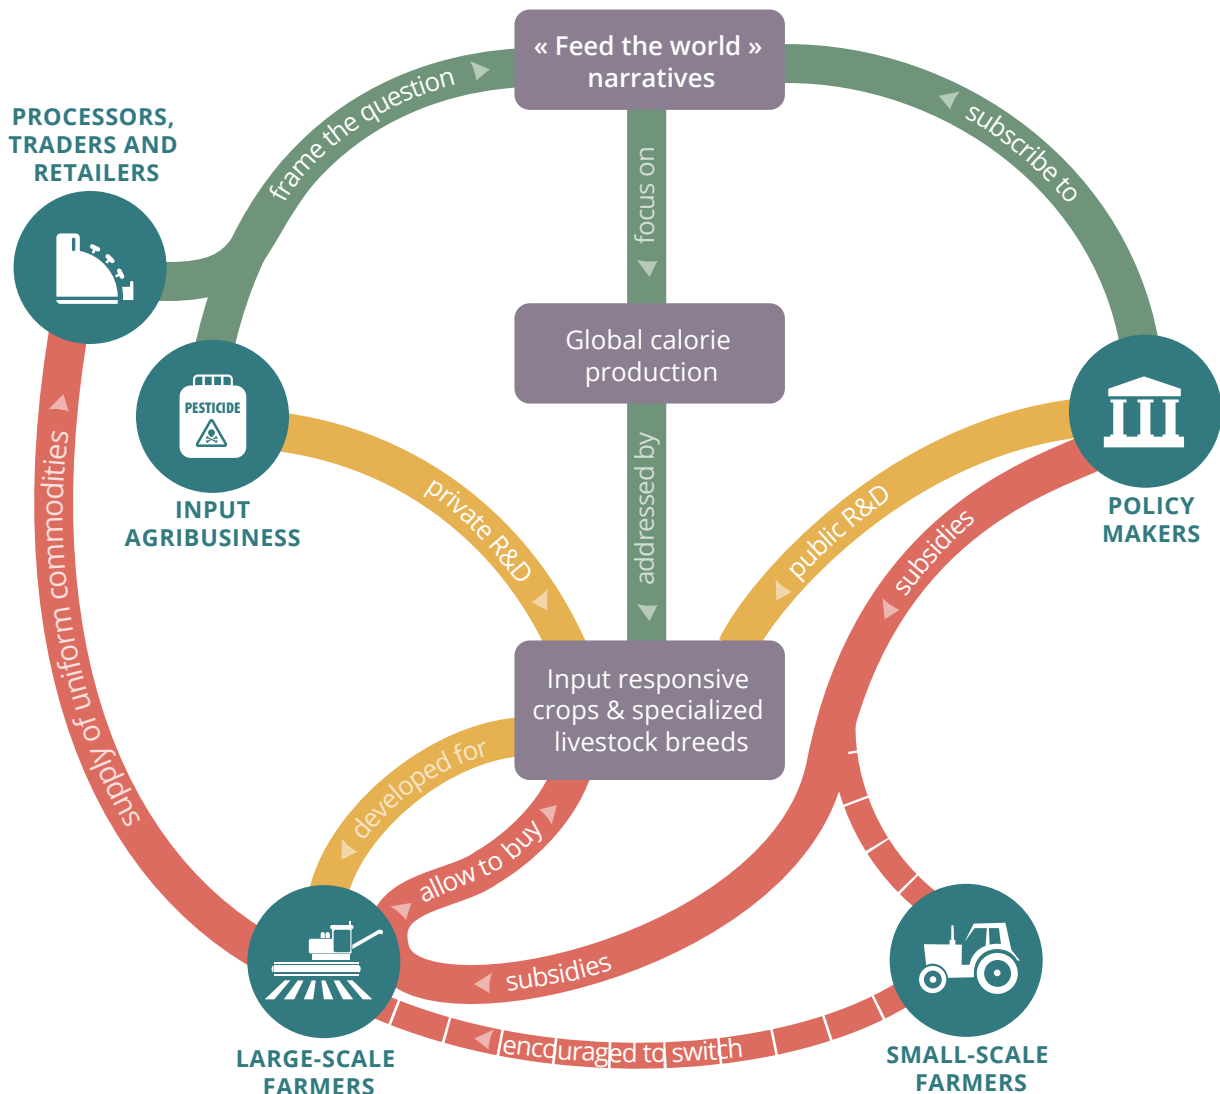 « Feed the world »
narratives
frame the question
subscribe to
PROCESSORS,
TRADERS AND
RETAILERS
focus on
Global calorie
production
PESTICIDE
INPUT
AGRIBUSINESS
POLICY
MAKERS
private R&D
addressed by
public R&D
subsidies
supply of uniform commodities
Input responsive
crops & specialized
livestock breeds
developed for
allow to buy
subsidies
encouraged to switch
LARGE-SCALE
FARMERS
SMALL-SCALE
FARMERS